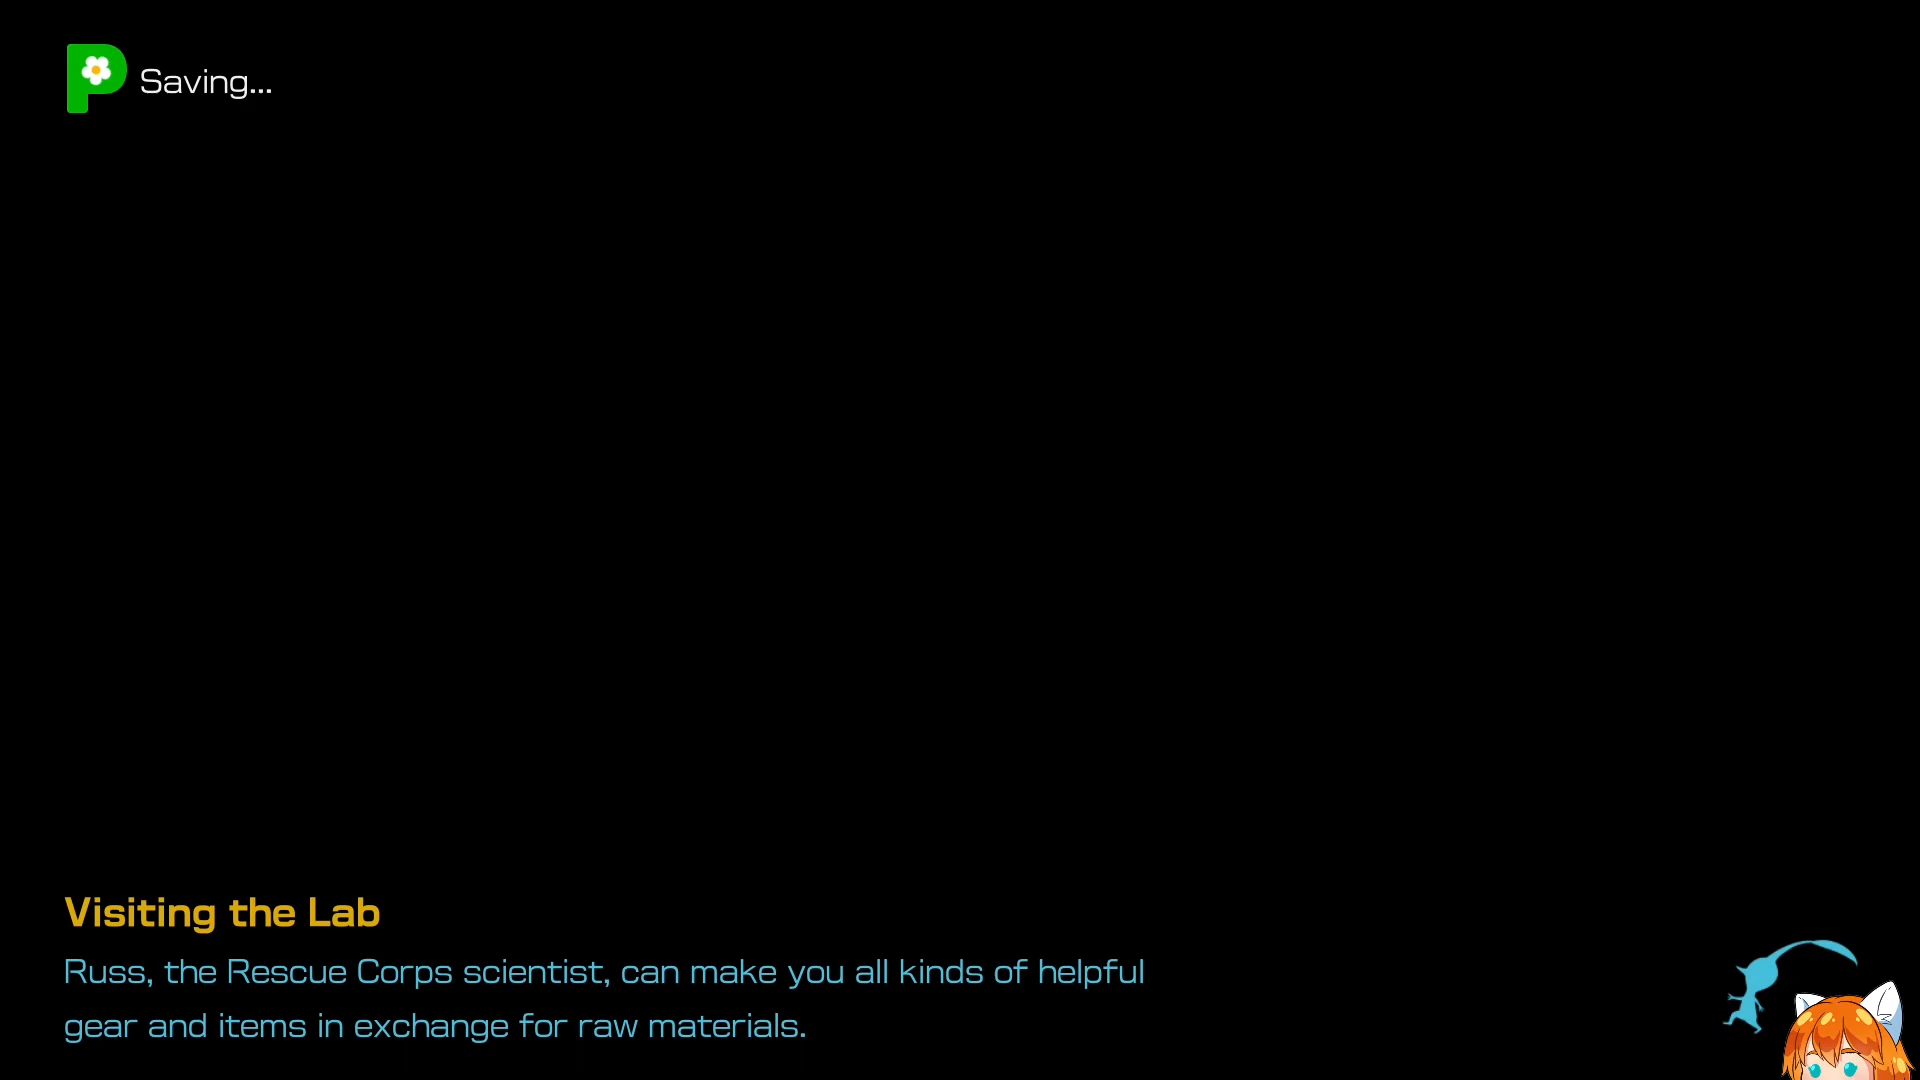 P Saving...
Visiting the Lab
Russ, the Rescue Corps scientist, can make you all kinds of helpful
gear and items in exchange for raw materials.